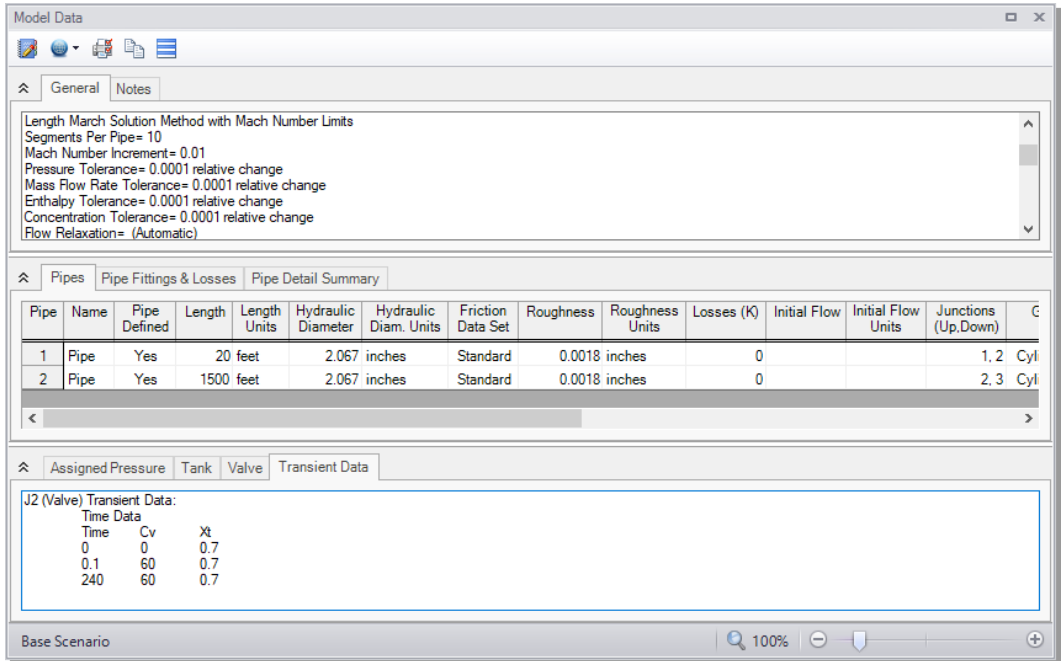 Model Data
General Notes
Length March Solution Method with Mach Number Limits
Segments Per Pipe= 10
Mach Number Increment= 0.01
Pressure Tolerance= 0.0001 relative change
Mass Flow Rate Tolerance= 0.0001 relative change
Enthalpy Tolerance= 0.0001 relative change
Concentration Tolerance= 0.0001 relative change
Flow Relaxation= (Automatic)
Pipes Pipe Fittings & Losses Pipe Detail Summary
Pipe Name Pipe Defined Length Length Units Hydraulic Diameter Hydraulic Diam. Units Friction Data Set Roughness Roughness Units Losses (K) Initial Flow Initial Flow Units Junctions (Up,Down) G
1 Pipe Yes 20 feet 2.067 inches Standard 0.0018 inches 0 1, 2 Cyli
2 Pipe Yes 1500 feet 2.067 inches Standard 0.0018 inches 0 2, 3 Cyli
Assigned Pressure Tank Valve Transient Data
J2 (Valve) Transient Data:
Time Data
Time Cv Xt
0 0 0.7
0.1 60 0.7
240 60 0.7
Base Scenario 100%